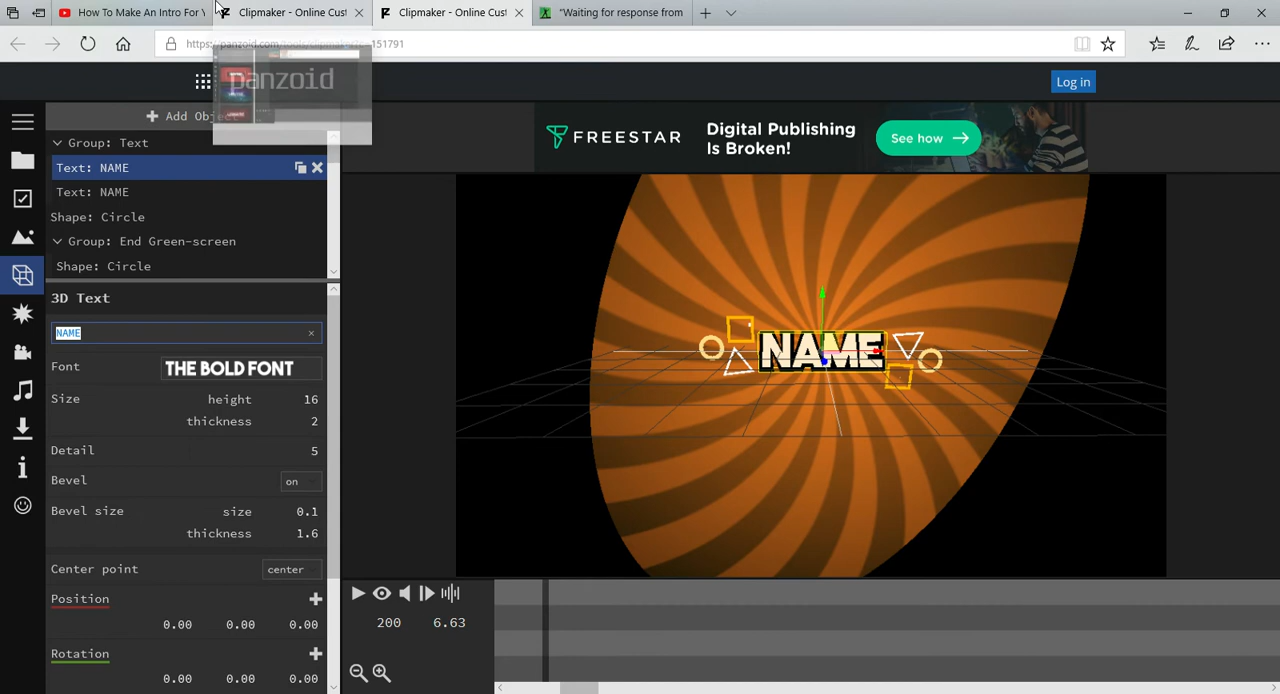 How To Make An Intro For Y
Clipmaker - Online Cust
Clipmaker - Online Cust
"Waiting for response from
panzoid
Log in
Add Obje
Group: Text
Text: NAME
Text: NAME
Shape: Circle
Group: End Green-screen
Shape: Circle
3D Text
NAME
Font THE BOLD FONT
Size height 16
thickness 2
Detail 5
Bevel on
Bevel size size 0.1
thickness 1.6
Center point center
Position
0.00 0.00 0.00
Rotation
0.00 0.00 0.00
FREESTAR
Digital Publishing
Is Broken!
See how
NAME
200 6.63